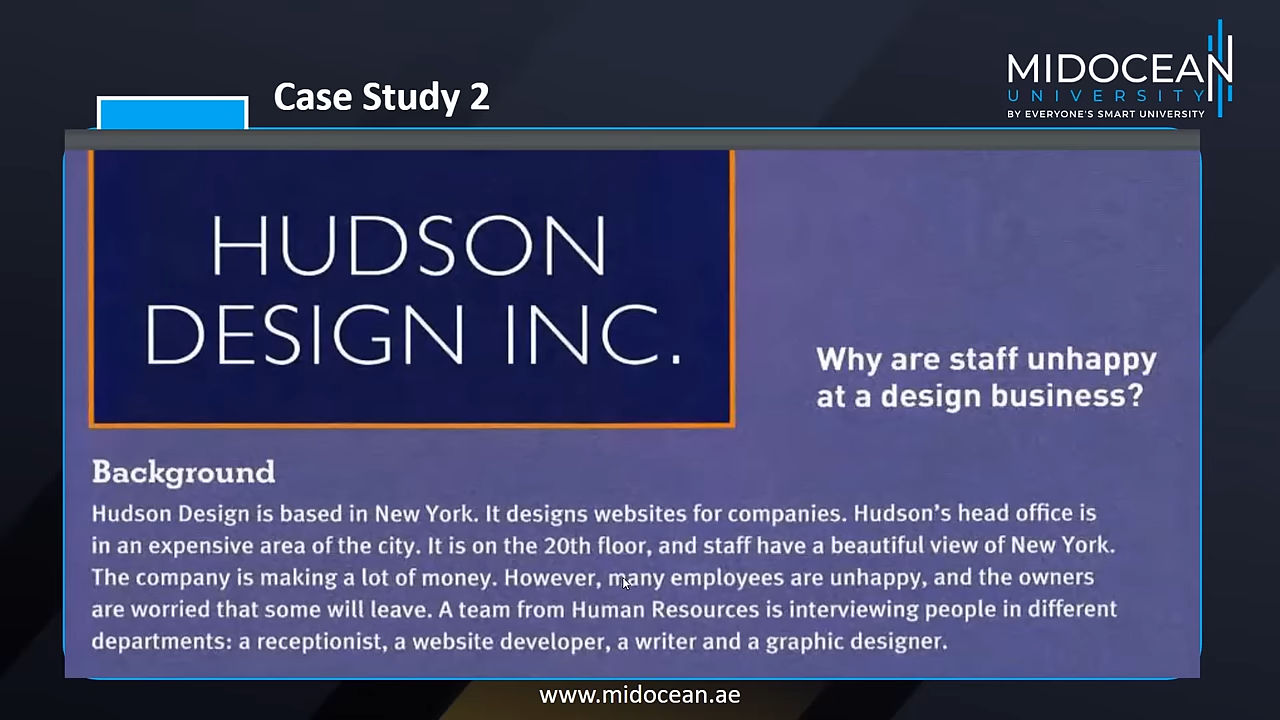 Case Study 2
MIDOCEAN
UNIVERSITY
BY EVERYONE'S SMART UNIVERSITY
HUDSON
DESIGN INC.
Why are staff unhappy
at a design business?
Background
Hudson Design is based in New York. It designs websites for companies. Hudson's head office is
in an expensive area of the city. It is on the 20th floor, and staff have a beautiful view of New York.
The company is making a lot of money. However, many employees are unhappy, and the owners
are worried that some will leave. A team from Human Resources is interviewing people in different
departments: a receptionist, a website developer, a writer and a graphic designer.
www.midocean.ae